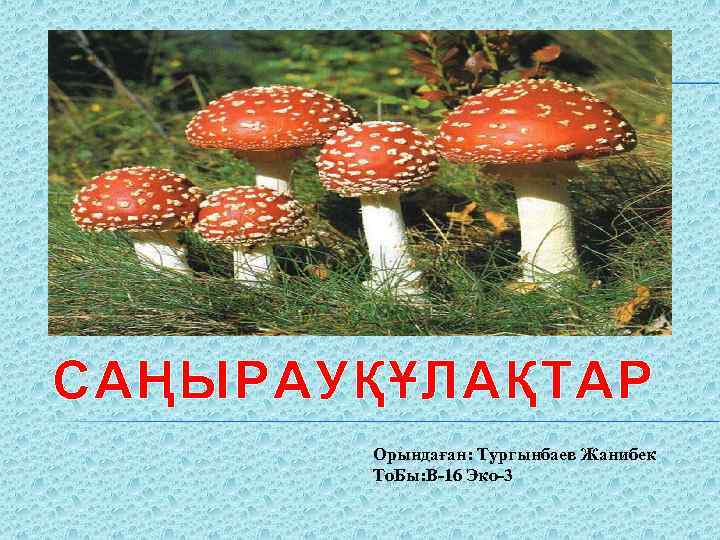 САҢЫРАУҚҰЛАҚТАР
Орындаған: Тургынбаев Жанибек
ТоБы:В-16 Эко-3